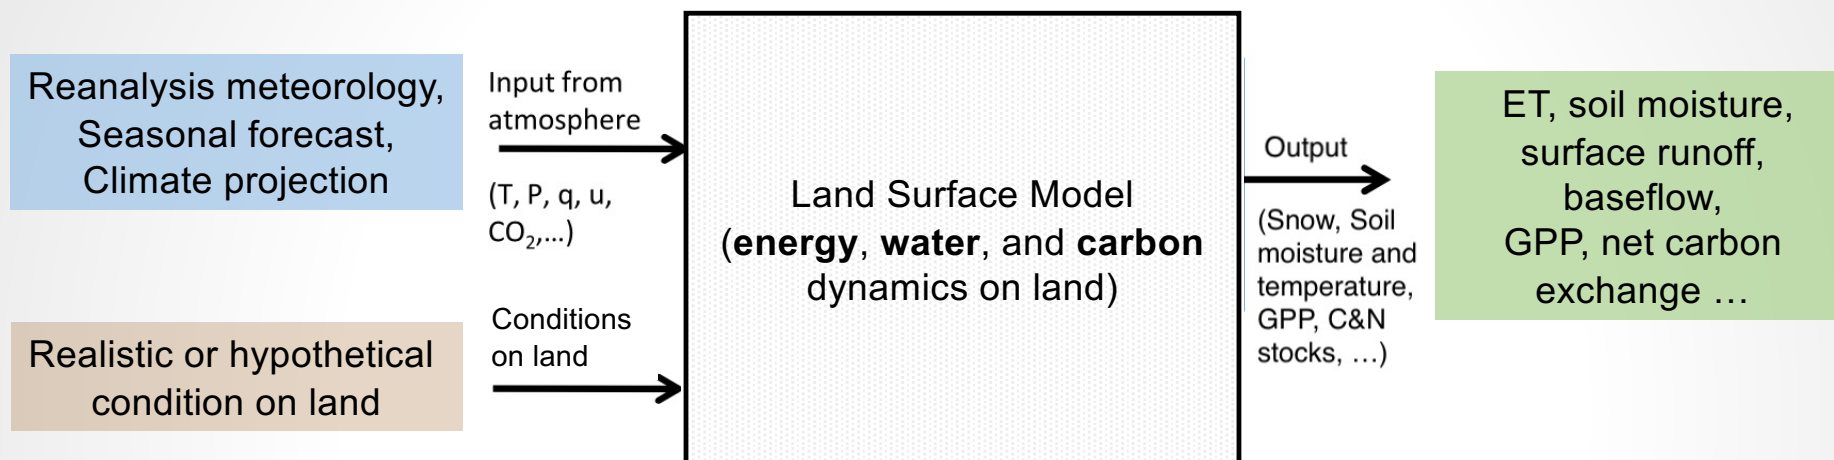 Reanalysis meteorology,
Seasonal forecast,
Climate projection
Input from
atmosphere
(T, P, q, u,
CO₂,…)
Realistic or hypothetical
condition on land
Conditions
on land
Land Surface Model
(energy, water, and carbon
dynamics on land)
Output
(Snow, Soil
moisture and
temperature,
GPP, C&N
stocks, …)
ET, soil moisture,
surface runoff,
baseflow,
GPP, net carbon
exchange …